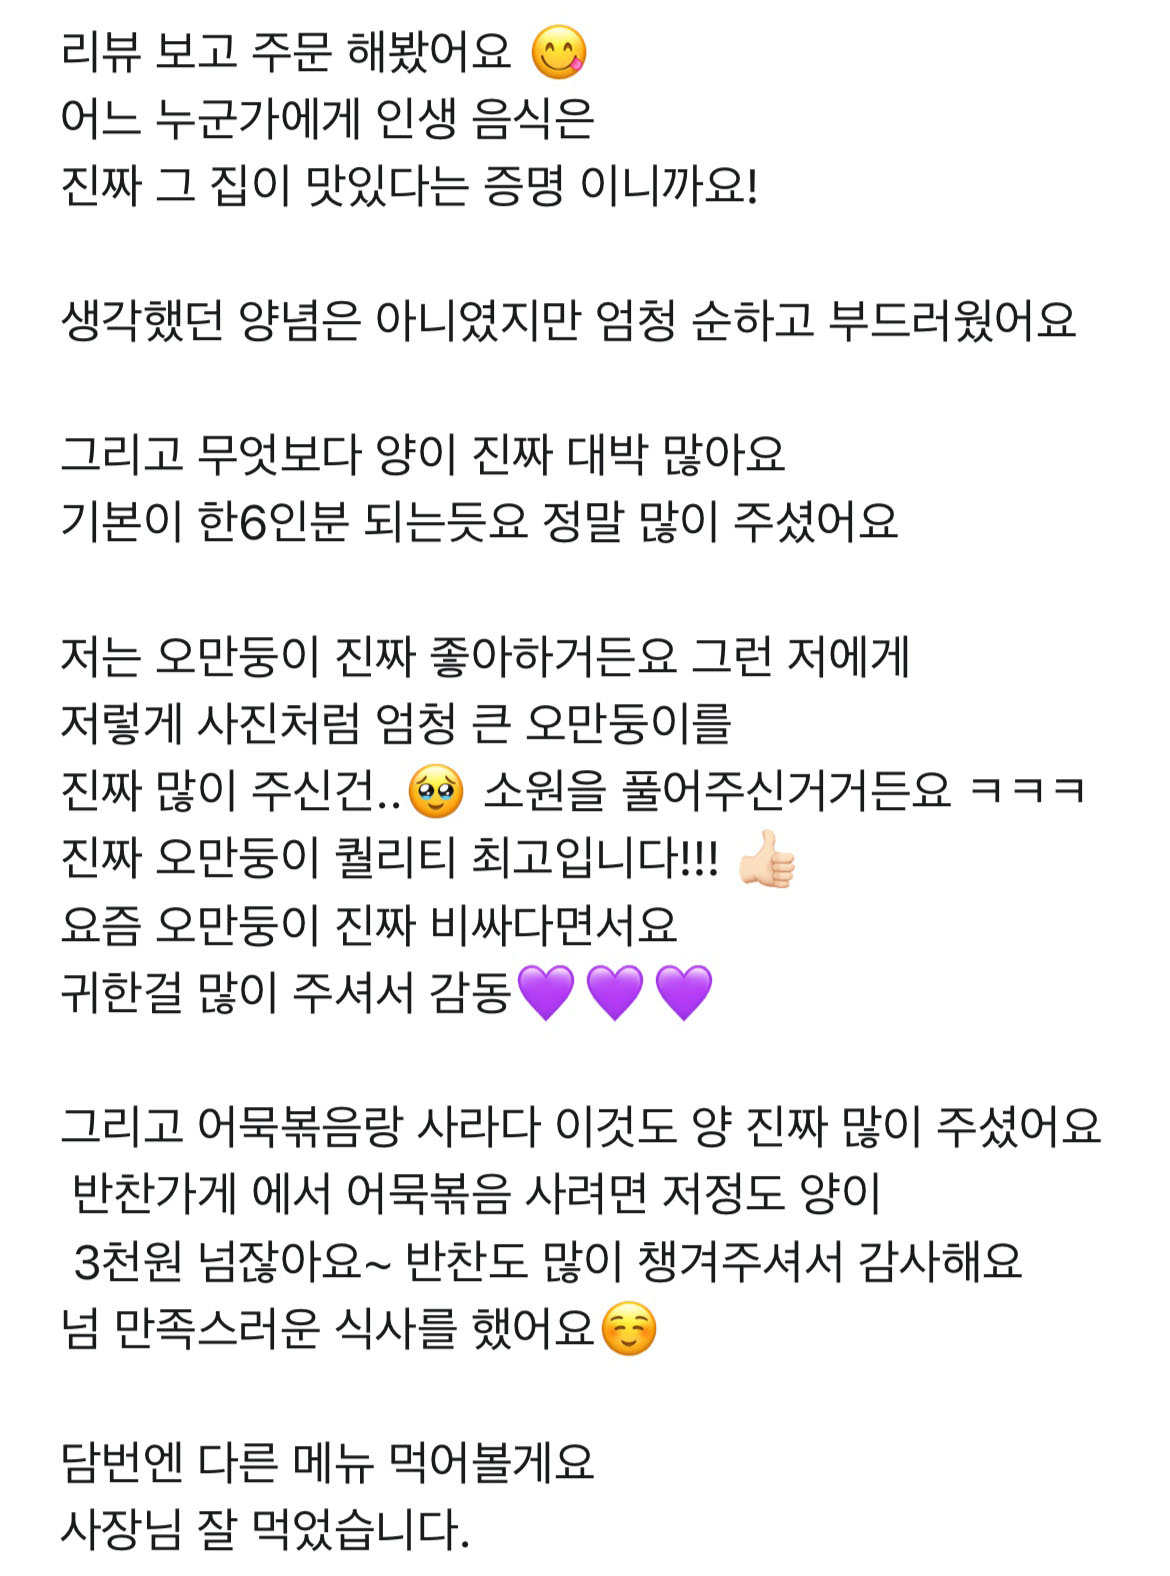 리뷰 보고 주문 해봤어요 😋
어느 누군가에게 인생 음식은
진짜 그 집이 맛있다는 증명 이니까요!
생각했던 양념은 아니였지만 엄청 순하고 부드러웠어요
그리고 무엇보다 양이 진짜 대박 많아요
기본이 한6인분 되는듯요 정말 많이 주셨어요
저는 오만둥이 진짜 좋아하거든요 그런 저에게
저렇게 사진처럼 엄청 큰 오만둥이를
진짜 많이 주신건..🥹 소원을 풀어주신거거든요 ㅋㅋㅋ
진짜 오만둥이 퀄리티 최고입니다!!! 👍🏻
요즘 오만둥이 진짜 비싸다면서요
귀한걸 많이 주셔서 감동💜💜💜
그리고 어묵볶음랑 사라다 이것도 양 진짜 많이 주셨어요
반찬가게 에서 어묵볶음 사려면 저정도 양이
3천원 넘잖아요~ 반찬도 많이 챙겨주셔서 감사해요
넘 만족스러운 식사를 했어요☺️
담번엔 다른 메뉴 먹어볼게요
사장님 잘 먹었습니다.